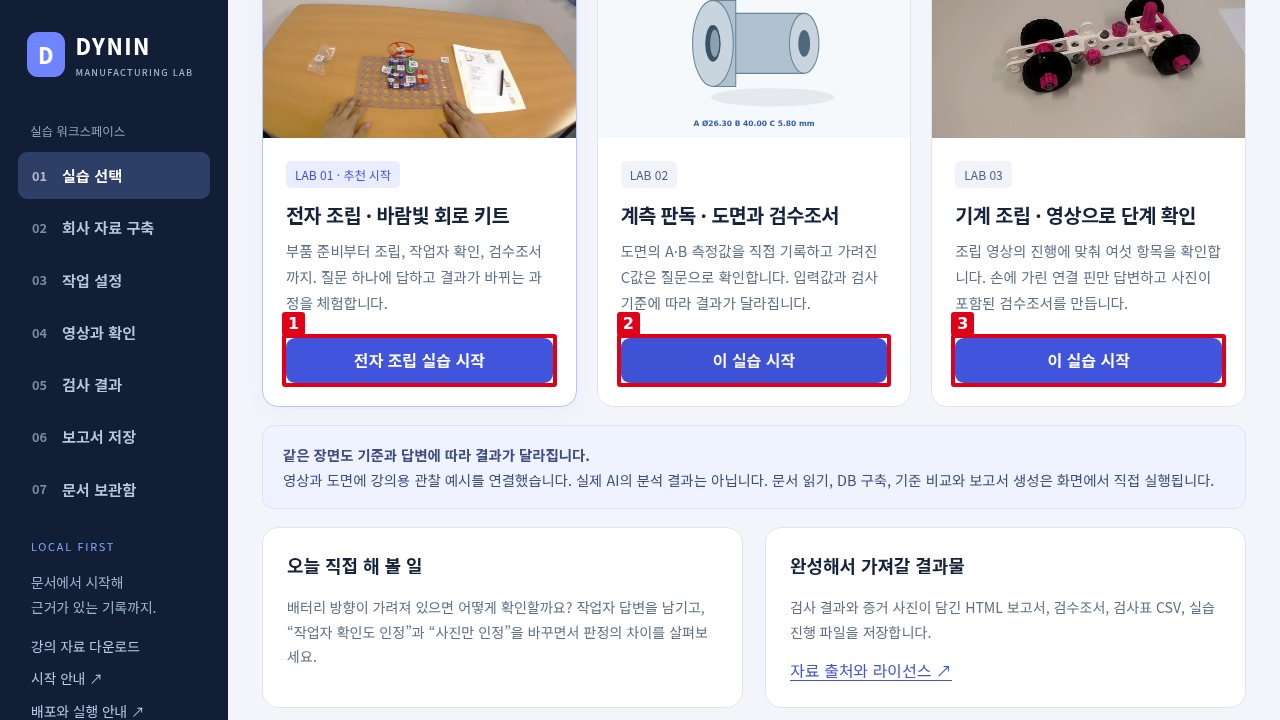 D
DYNIN
MANUFACTURING LAB
실습 워크스페이스
01 실습 선택
02 회사 자료 구축
03 작업 설정
04 영상과 확인
05 검사 결과
06 보고서 저장
07 문서 보관함
LOCAL FIRST
문서에서 시작해
근거가 있는 기록까지.
강의 자료 다운로드
시작 안내 ↗
배포와 실행 안내 ↗
LAB 01 · 추천 시작
전자 조립 · 바람빛 회로 키트
부품 준비부터 조립, 작업자 확인, 검수조서
까지. 질문 하나에 답하고 결과가 바뀌는 과
정을 체험합니다.
1
전자 조립 실습 시작
A Ø26.30 B 40.00 C 5.80 mm
LAB 02
계측 판독 · 도면과 검수조서
도면의 A·B 측정값을 직접 기록하고 가려진
C값은 질문으로 확인합니다. 입력값과 검사
기준에 따라 결과가 달라집니다.
2
이 실습 시작
LAB 03
기계 조립 · 영상으로 단계 확인
조립 영상의 진행에 맞춰 여섯 항목을 확인합
니다. 손에 가린 연결 핀만 답변하고 사진이
포함된 검수조서를 만듭니다.
3
이 실습 시작
같은 장면도 기준과 답변에 따라 결과가 달라집니다.
영상과 도면에 강의용 관찰 예시를 연결했습니다. 실제 AI의 분석 결과는 아닙니다. 문서 읽기, DB 구축, 기준 비교와 보고서 생성은 화면에서 직접 실행됩니다.
오늘 직접 해 볼 일
배터리 방향이 가려져 있으면 어떻게 확인할까요? 작업자 답변을 남기고,
“작업자 확인도 인정”과 “사진만 인정”을 바꾸면서 판정의 차이를 살펴보
세요.
완성해서 가져갈 결과물
검사 결과와 증거 사진이 담긴 HTML 보고서, 검수조서, 검사표 CSV, 실습
진행 파일을 저장합니다.
자료 출처와 라이선스 ↗